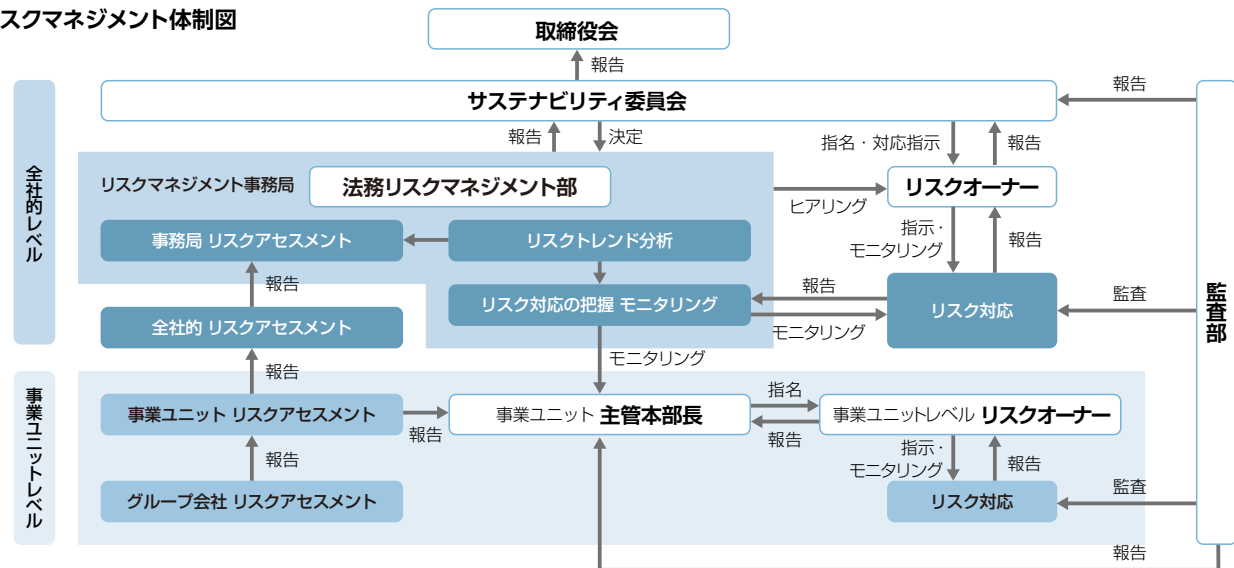 スクマネジメント体制図
取締役会
報告
サステナビリティ委員会
報告
報告
決定
指名・対応指示
報告
リスクマネジメント事務局
法務リスクマネジメント部
ヒアリング
リスクオーナー
全社的レベル
事務局 リスクアセスメント
リスクトレンド分析
指示・
モニタリング
報告
報告
リスク対応の把握 モニタリング
報告
モニタリング
リスク対応
監査
監査部
全社的 リスクアセスメント
報告
モニタリング
事業ユニットレベル
事業ユニット リスクアセスメント
報告
事業ユニット 主管本部長
指名
報告
事業ユニットレベル リスクオーナー
報告
指示・
モニタリング
報告
グループ会社 リスクアセスメント
リスク対応
監査
報告